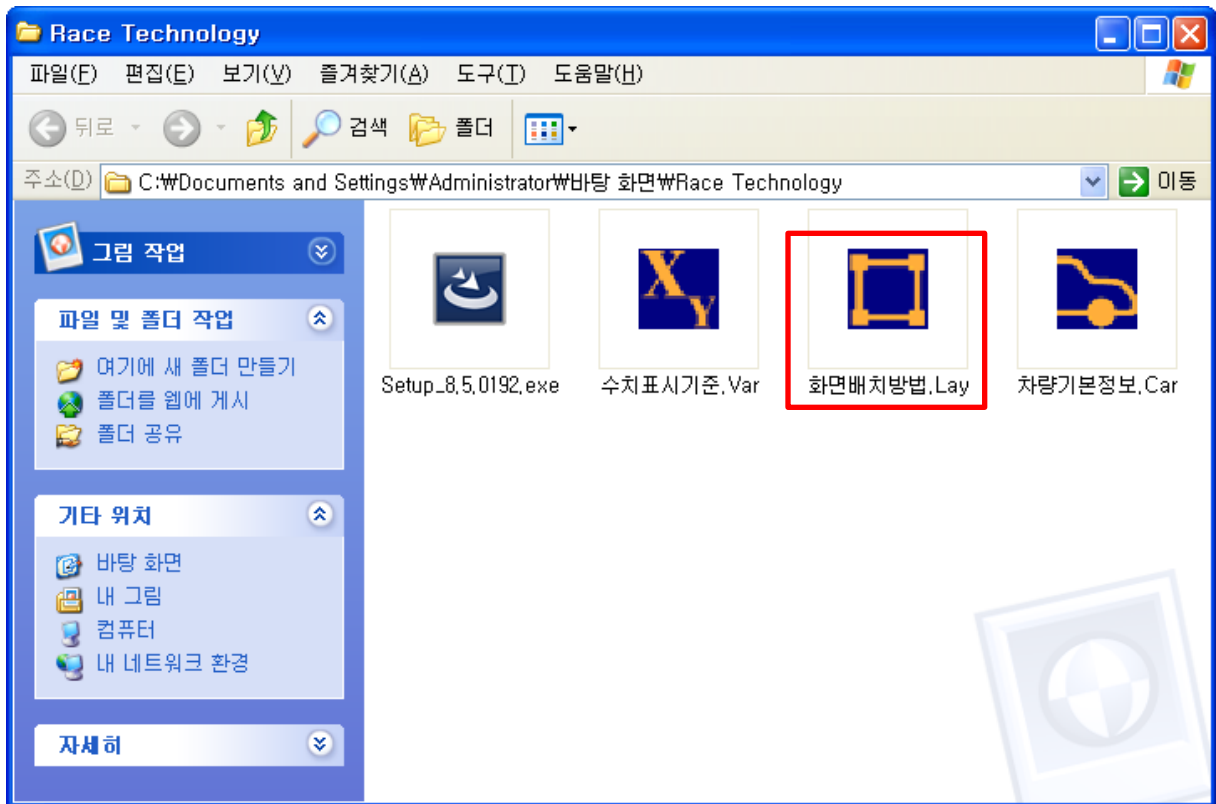 Race Technology
파일(F) 편집(E) 보기(V) 즐겨찾기(A) 도구(T) 도움말(H)
뒤로 검색 폴더
주소(D) C:₩Documents and Settings₩Administrator₩바탕 화면₩Race Technology 이동
그림 작업
파일 및 폴더 작업
여기에 새 폴더 만들기
폴더를 웹에 게시
폴더 공유
기타 위치
바탕 화면
내 그림
컴퓨터
내 네트워크 환경
자세히
X
Y
Setup_8,5,0192,exe 수치표시기준,Var 화면배치방법,Lay 차량기본정보,Car